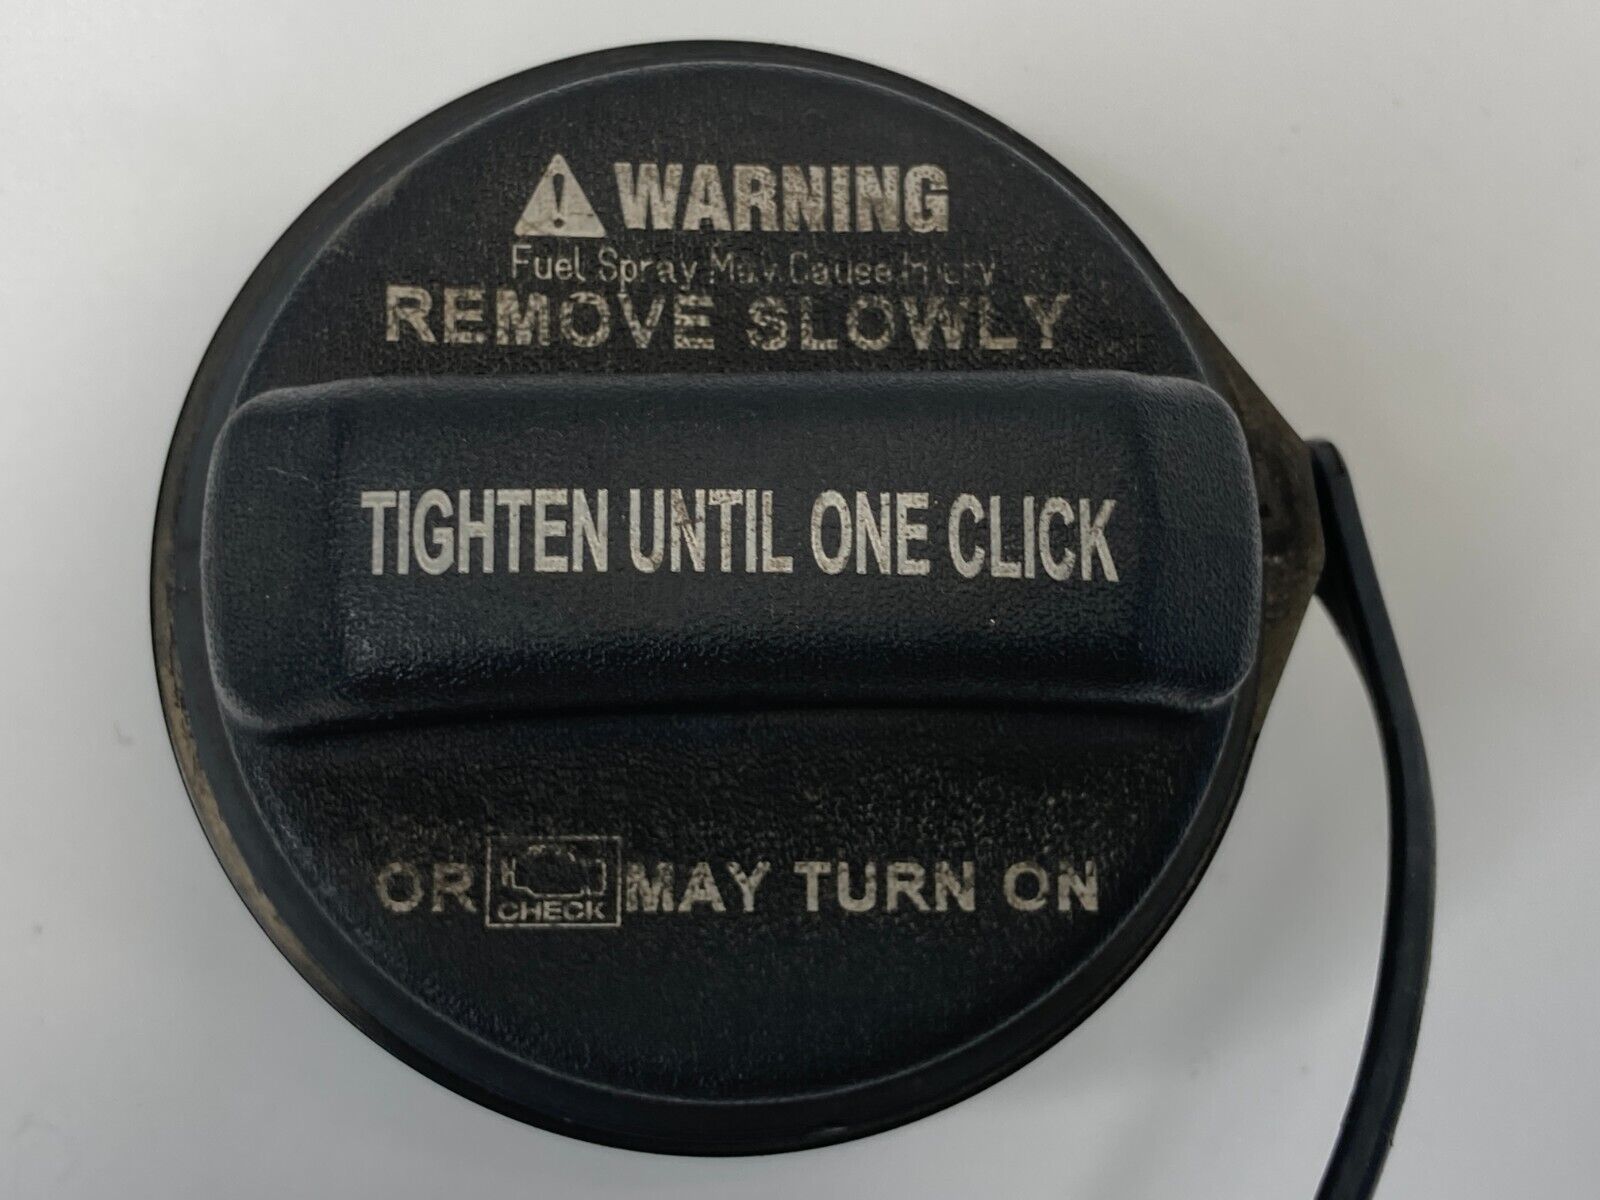 WARNING
Fuel Spray May Cause Injury
REMOVE SLOWLY
TIGHTEN UNTIL ONE CLICK
OR CHECK MAY TURN ON